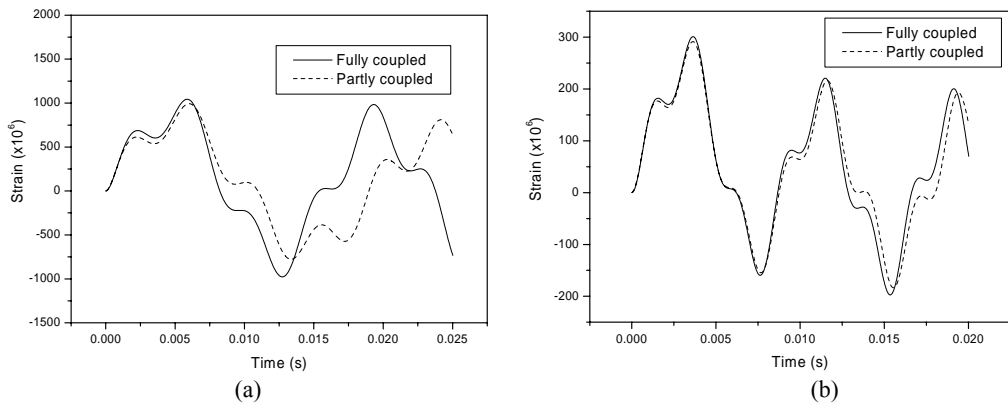 2000
1500
1000
500
0
-500
-1000
-1500
Strain (x10⁶)
Fully coupled
Partly coupled
0.000 0.005 0.010 0.015 0.020 0.025
Time (s)
(a)
300
200
100
0
-100
-200
Strain (x10⁶)
Fully coupled
Partly coupled
0.000 0.005 0.010 0.015 0.020
Time (s)
(b)